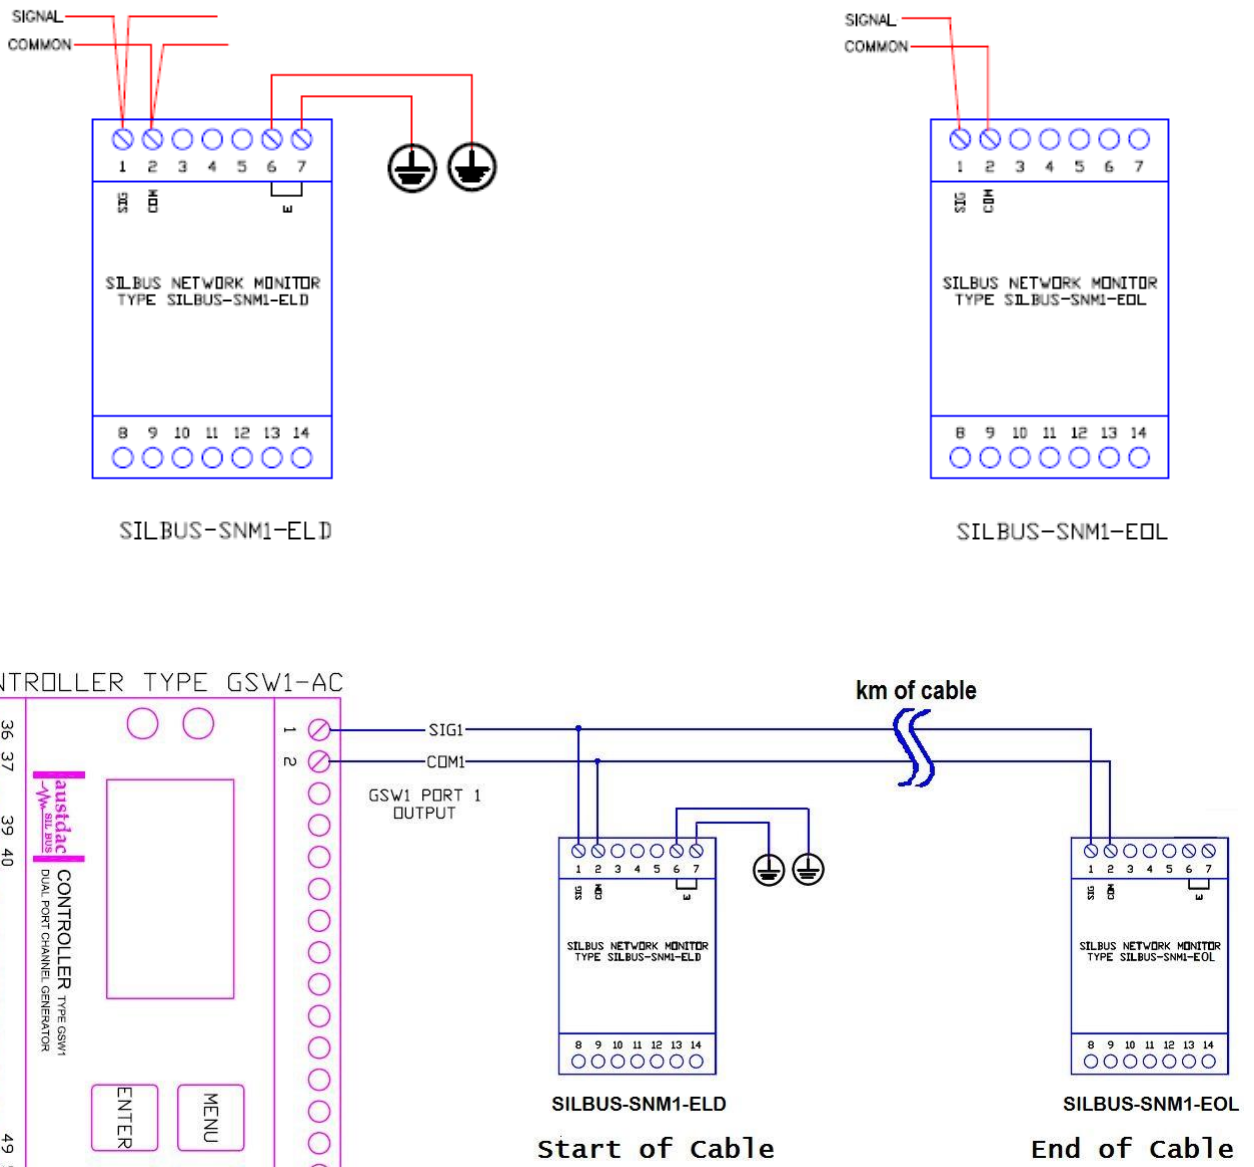 SIGNAL
COMMON
1 2 3 4 5 6 7
SIG COM E
SILBUS NETWORK MONITOR
TYPE SILBUS-SNM1-ELD
8 9 10 11 12 13 14
SILBUS-SNM1-ELD
SIGNAL
COMMON
1 2 3 4 5 6 7
SIG COM
SILBUS NETWORK MONITOR
TYPE SILBUS-SNM1-EOL
8 9 10 11 12 13 14
SILBUS-SNM1-EOL
NTROLLER TYPE GSW1-AC
36 37 39 40 49
austdac
SIL BUS
CONTROLLER TYPE GSW1
DUAL PORT CHANNEL GENERATOR
ENTER
MENU
1
2
SIG1
COM1
GSW1 PORT 1
OUTPUT
km of cable
1 2 3 4 5 6 7
SIG COM E
SILBUS NETWORK MONITOR
TYPE SILBUS-SNM1-ELD
8 9 10 11 12 13 14
SILBUS-SNM1-ELD
Start of Cable
1 2 3 4 5 6 7
SIG COM E
SILBUS NETWORK MONITOR
TYPE SILBUS-SNM1-EOL
8 9 10 11 12 13 14
SILBUS-SNM1-EOL
End of Cable